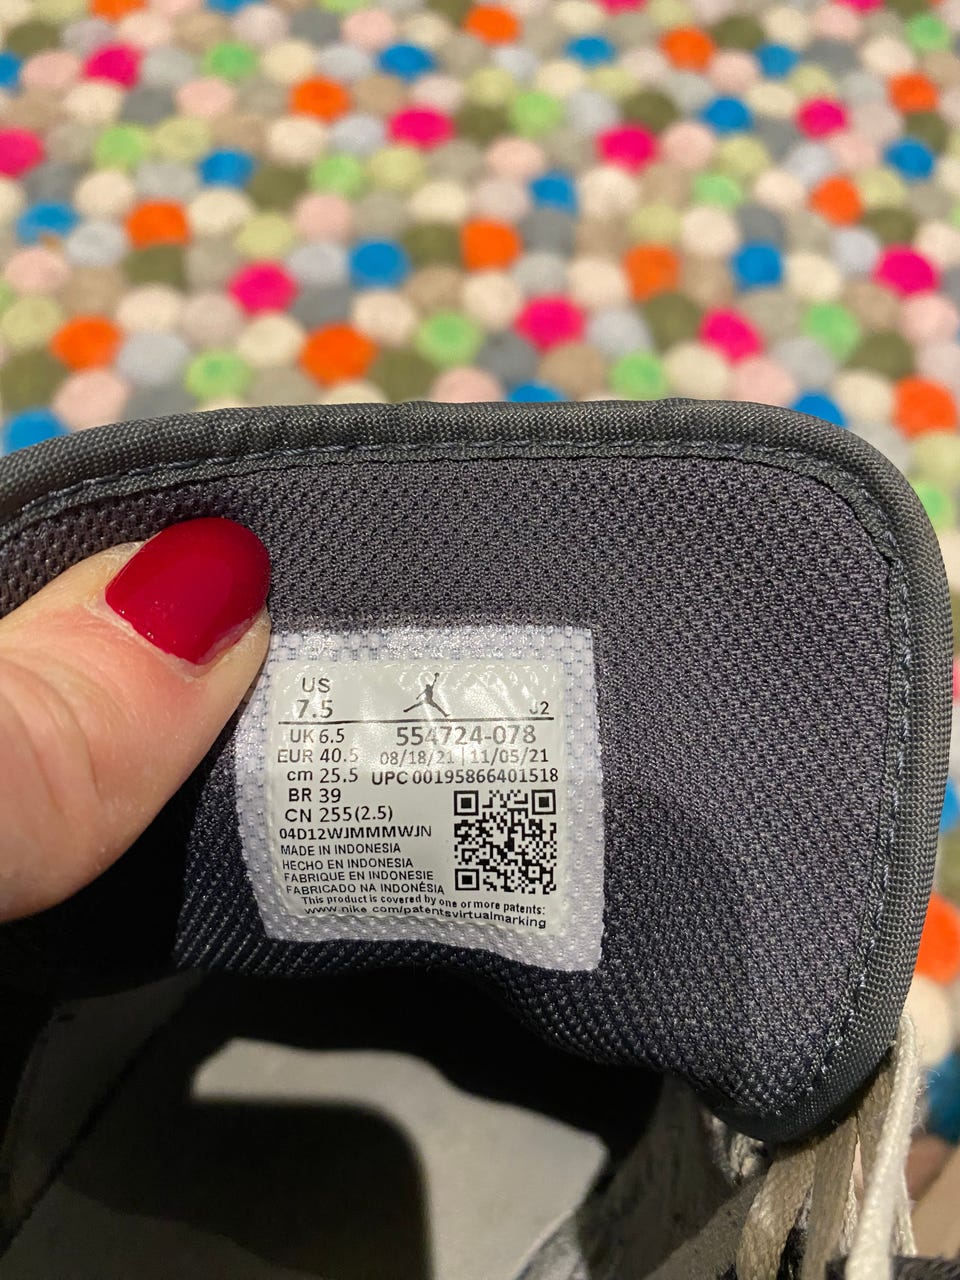 US
7.5 J2
UK 6.5 554724-078
EUR 40.5 08/18/21 | 11/05/21
cm 25.5 UPC 00195866401518
BR 39
CN 255(2.5)
04D12WJMMMWJN
MADE IN INDONESIA
HECHO EN INDONESIA
FABRIQUE EN INDONESIE
FABRICADO NA INDONÉSIA
This product is covered by one or more patents:
www.nike.com/patentsvirtualmarking